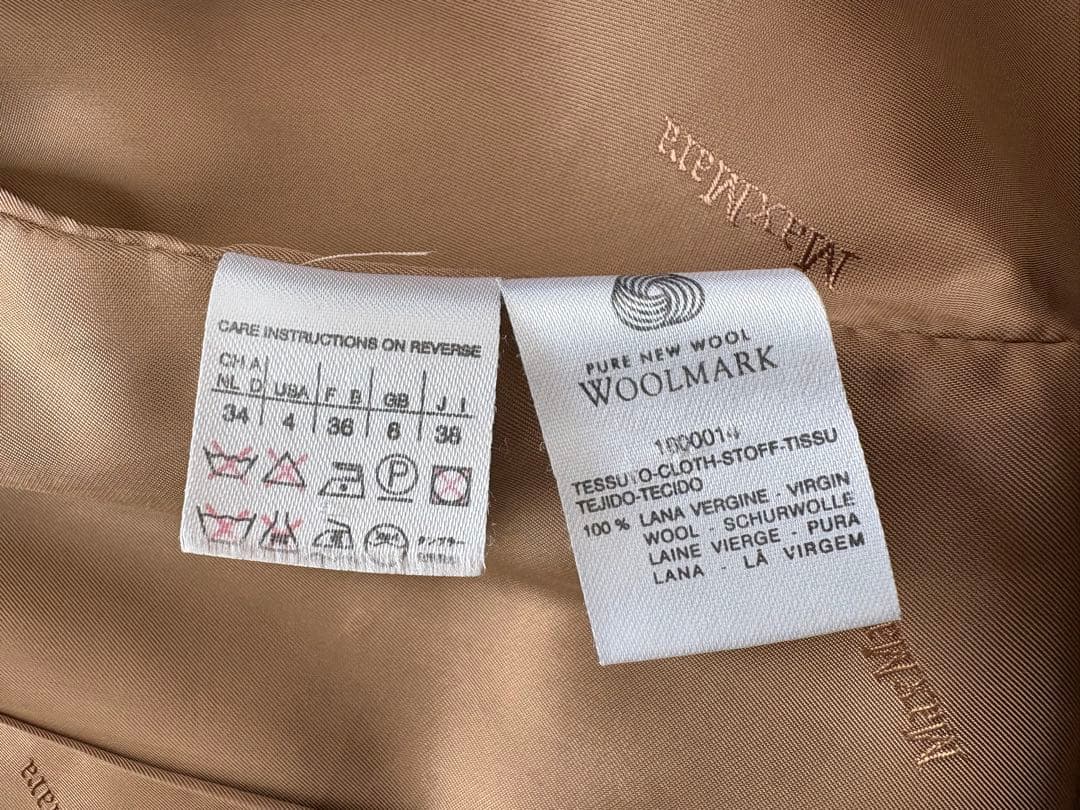 MaxMara
CARE INSTRUCTIONS ON REVERSE
CH A
NL D USA F B GB J I
34 4 36 8 38
P
PURE NEW WOOL
WOOLMARK
TESSUTO-CLOTH-STOFF-TISSU
TEJIDO-TECIDO
100 % LANA VERGINE - VIRGIN
WOOL - SCHURWOLLE
LAINE VIERGE - PURA
LANA - LÃ VIRGEM
MaxMara